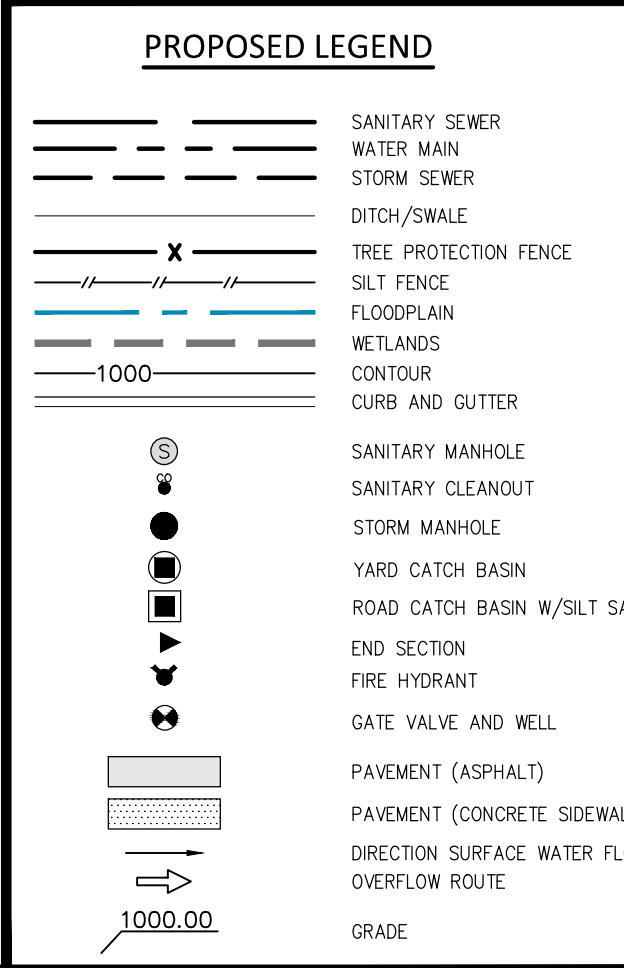 PROPOSED LEGEND
SANITARY SEWER
WATER MAIN
STORM SEWER
DITCH/SWALE
X TREE PROTECTION FENCE
SILT FENCE
FLOODPLAIN
WETLANDS
1000 CONTOUR
CURB AND GUTTER
S SANITARY MANHOLE
CO SANITARY CLEANOUT
STORM MANHOLE
YARD CATCH BASIN
ROAD CATCH BASIN W/SILT
END SECTION
FIRE HYDRANT
GATE VALVE AND WELL
PAVEMENT (ASPHALT)
PAVEMENT (CONCRETE
DIRECTION SURFACE WATER
OVERFLOW ROUTE
1000.00 GRADE